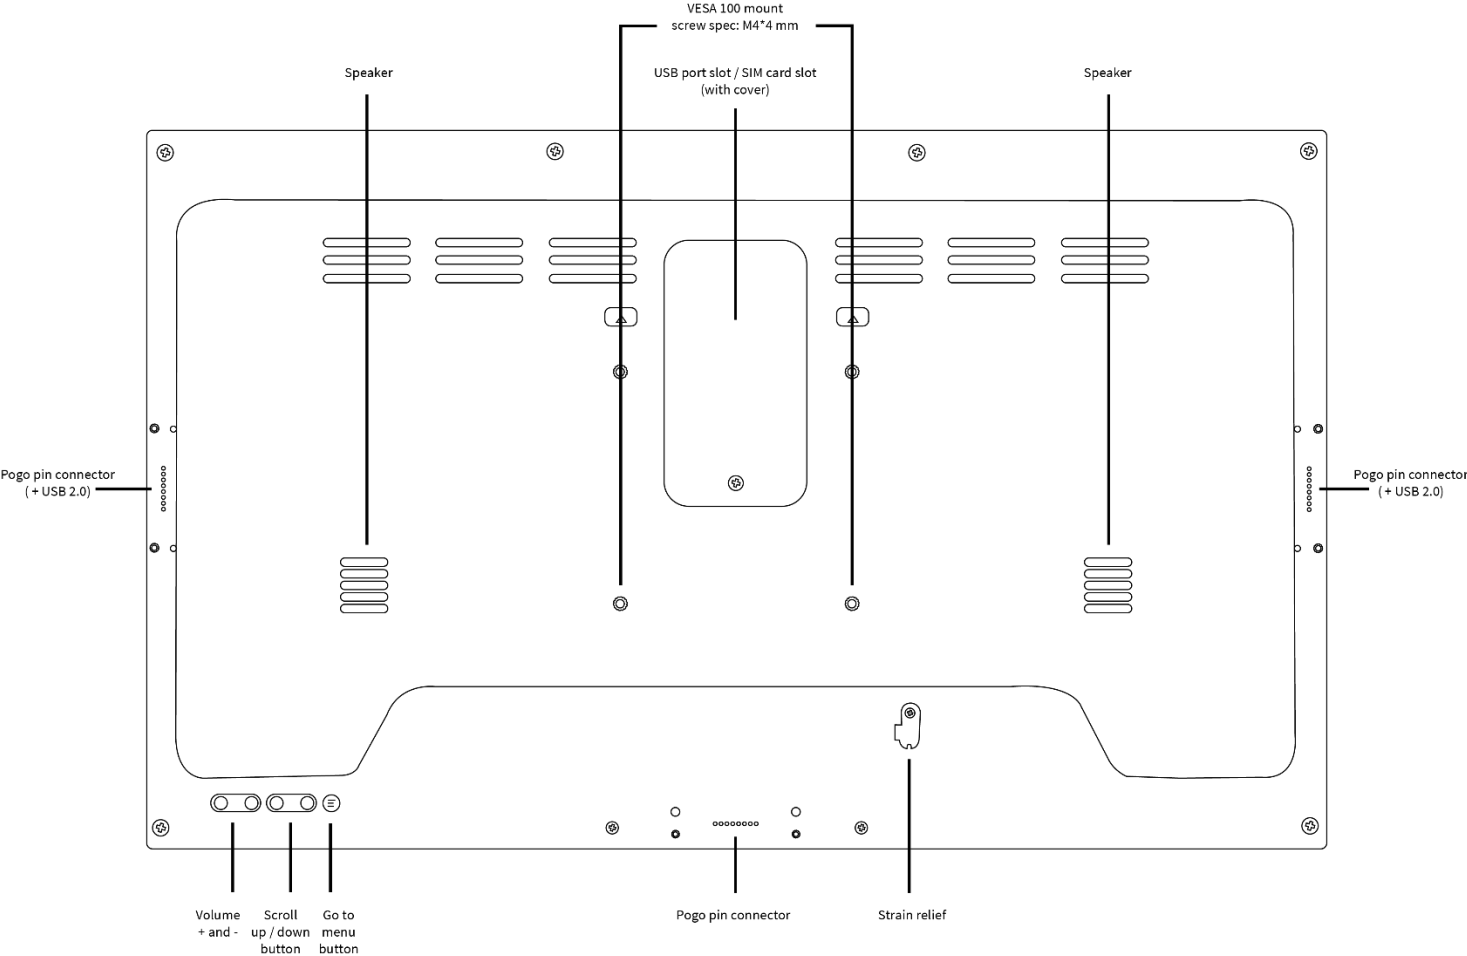 VESA 100 mount
screw spec: M4*4 mm
Speaker
USB port slot / SIM card slot
(with cover)
Speaker
Pogo pin connector
( + USB 2.0)
Pogo pin connector
( + USB 2.0)
Volume
+ and -
Scroll
up / down
button
Go to
menu
button
Pogo pin connector
Strain relief